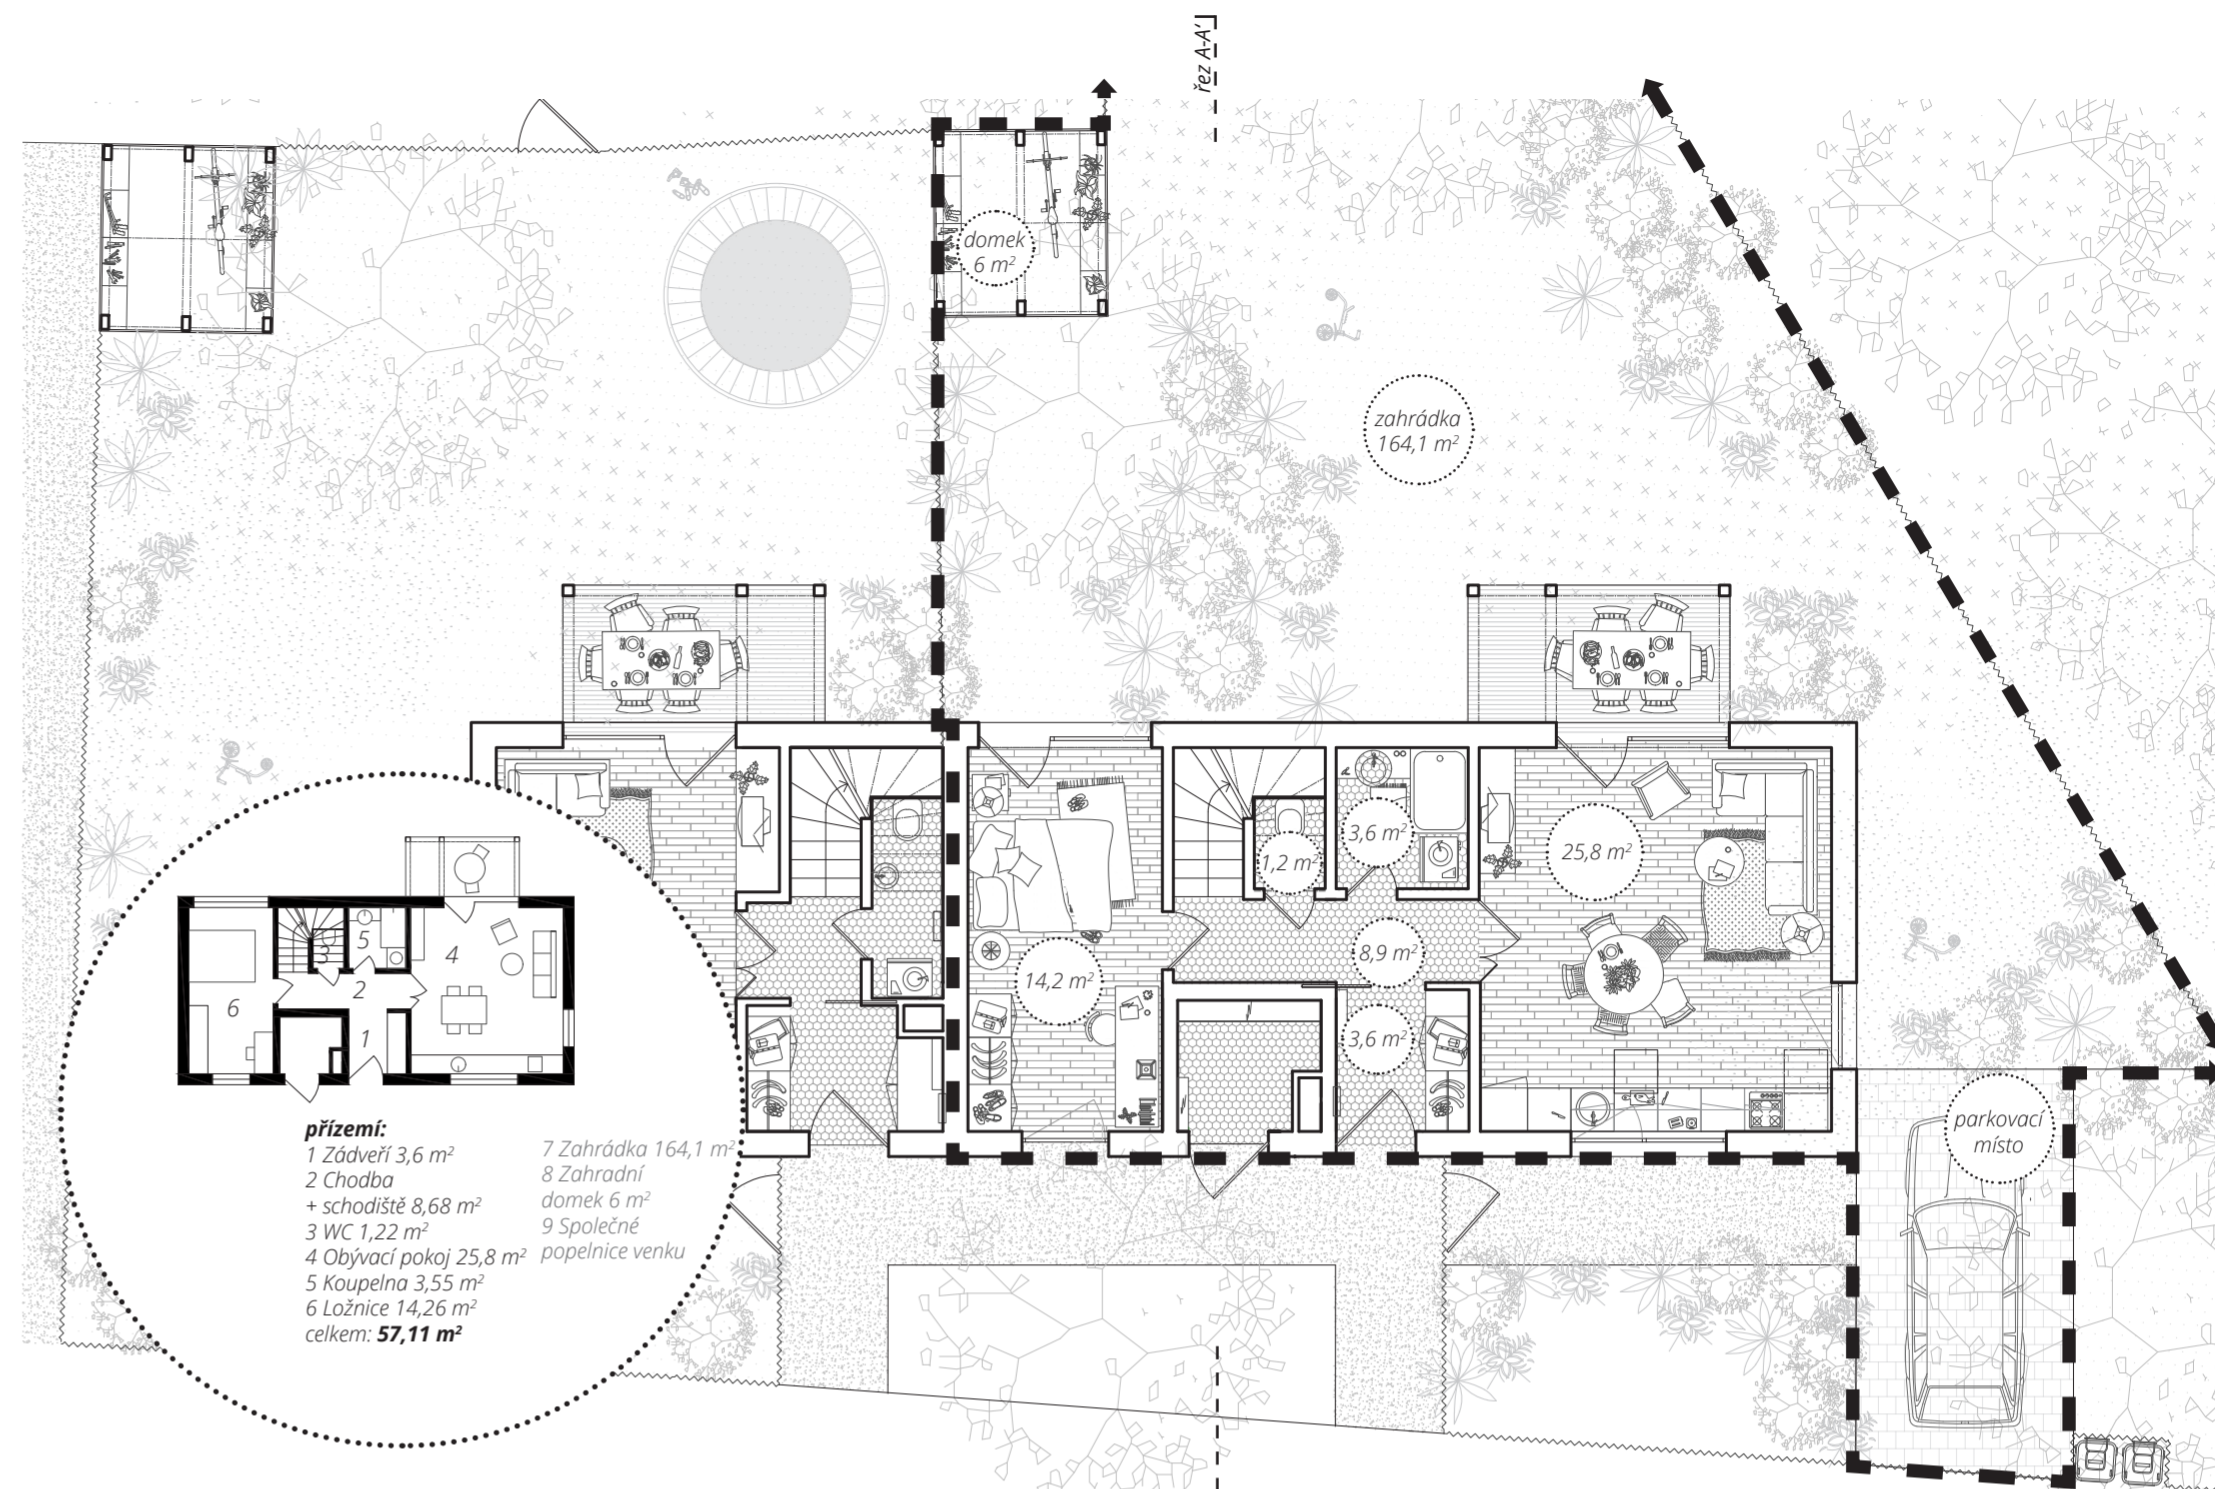 řez A-A'
domek
6 m²
zahrádka
164,1 m²
3,6 m²
1,2 m²
25,8 m²
8,9 m²
14,2 m²
3,6 m²
parkovací
místo
3
5
4
2
6
1
přízemí:
1 Zádveří 3,6 m²
2 Chodba
+ schodiště 8,68 m²
3 WC 1,22 m²
4 Obývací pokoj 25,8 m²
5 Koupelna 3,55 m²
6 Ložnice 14,26 m²
celkem: 57,11 m²
7 Zahrádka 164,1 m²
8 Zahradní
domek 6 m²
9 Společné
popelnice venku